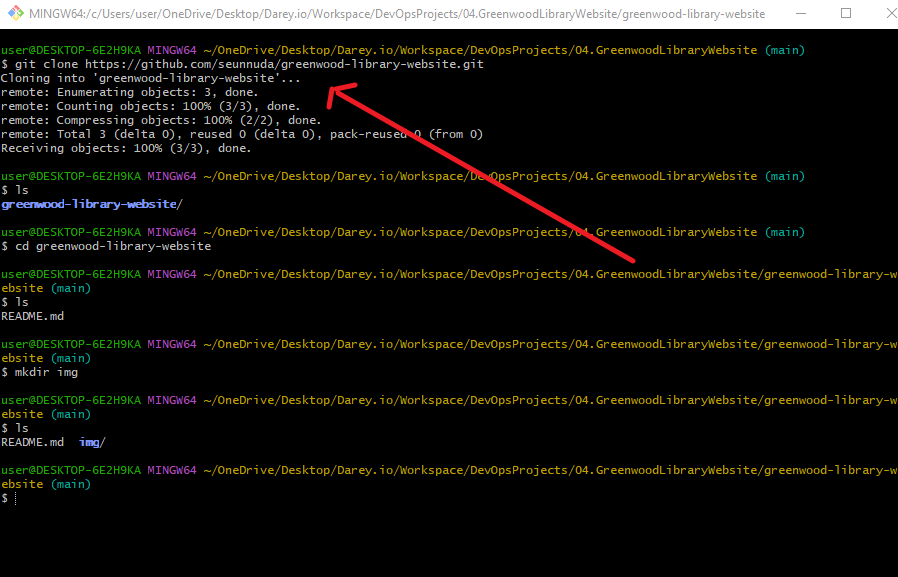 MINGW64:/c/Users/user/OneDrive/Desktop/Darey.io/Workspace/DevOpsProjects/04.GreenwoodLibraryWebsite/greenwood-library-website
user@DESKTOP-6E2H9KA MINGW64 ~/OneDrive/Desktop/Darey.io/Workspace/DevOpsProjects/04.GreenwoodLibraryWebsite (main)
$ git clone https://github.com/seunnuda/greenwood-library-website.git
Cloning into 'greenwood-library-website'...
remote: Enumerating objects: 3, done.
remote: Counting objects: 100% (3/3), done.
remote: Compressing objects: 100% (2/2), done.
remote: Total 3 (delta 0), reused 0 (delta 0), pack-reused 0 (from 0)
Receiving objects: 100% (3/3), done.
user@DESKTOP-6E2H9KA MINGW64 ~/OneDrive/Desktop/Darey.io/Workspace/DevOpsProjects/04.GreenwoodLibraryWebsite (main)
$ ls
greenwood-library-website/
user@DESKTOP-6E2H9KA MINGW64 ~/OneDrive/Desktop/Darey.io/Workspace/DevOpsProjects/04.GreenwoodLibraryWebsite (main)
$ cd greenwood-library-website
user@DESKTOP-6E2H9KA MINGW64 ~/OneDrive/Desktop/Darey.io/Workspace/DevOpsProjects/04.GreenwoodLibraryWebsite/greenwood-library-w
ebsite (main)
$ ls
README.md
user@DESKTOP-6E2H9KA MINGW64 ~/OneDrive/Desktop/Darey.io/Workspace/DevOpsProjects/04.GreenwoodLibraryWebsite/greenwood-library-w
ebsite (main)
$ mkdir img
user@DESKTOP-6E2H9KA MINGW64 ~/OneDrive/Desktop/Darey.io/Workspace/DevOpsProjects/04.GreenwoodLibraryWebsite/greenwood-library-w
ebsite (main)
$ ls
README.md  img/
user@DESKTOP-6E2H9KA MINGW64 ~/OneDrive/Desktop/Darey.io/Workspace/DevOpsProjects/04.GreenwoodLibraryWebsite/greenwood-library-w
ebsite (main)
$